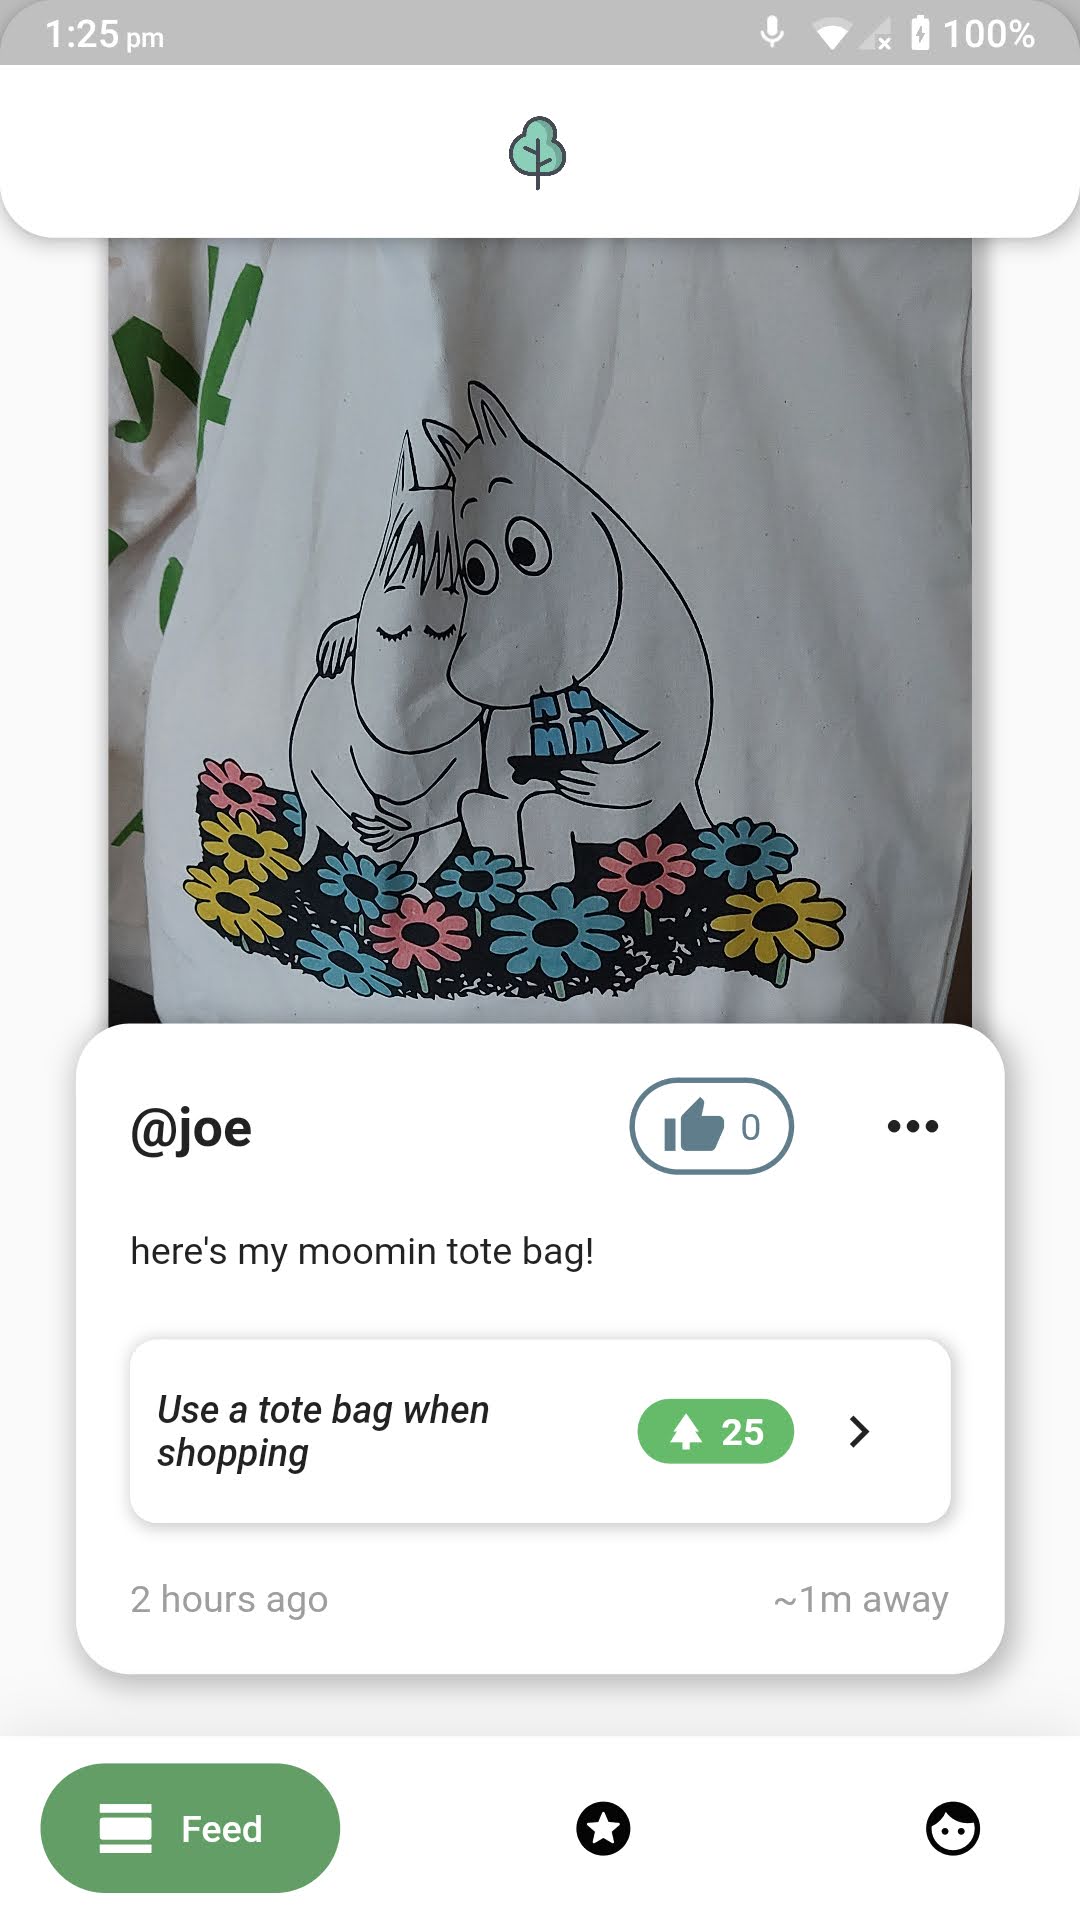 1:25 pm
100%
@joe
0
here's my moomin tote bag!
Use a tote bag when
shopping
25
2 hours ago
~1m away
Feed